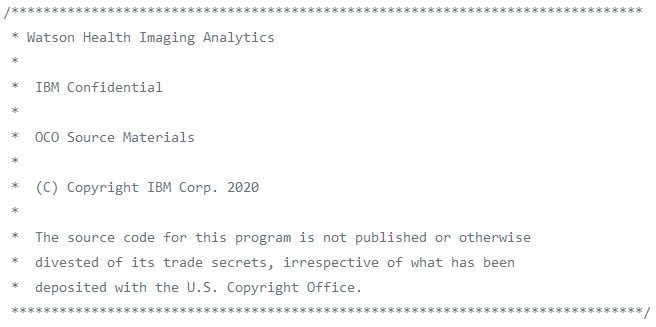 /*******************************************************************************
 * Watson Health Imaging Analytics
 *
 *  IBM Confidential
 *
 *  OCO Source Materials
 *
 *  (C) Copyright IBM Corp. 2020
 *
 *  The source code for this program is not published or otherwise
 *  divested of its trade secrets, irrespective of what has been
 *  deposited with the U.S. Copyright Office.
 *******************************************************************************/